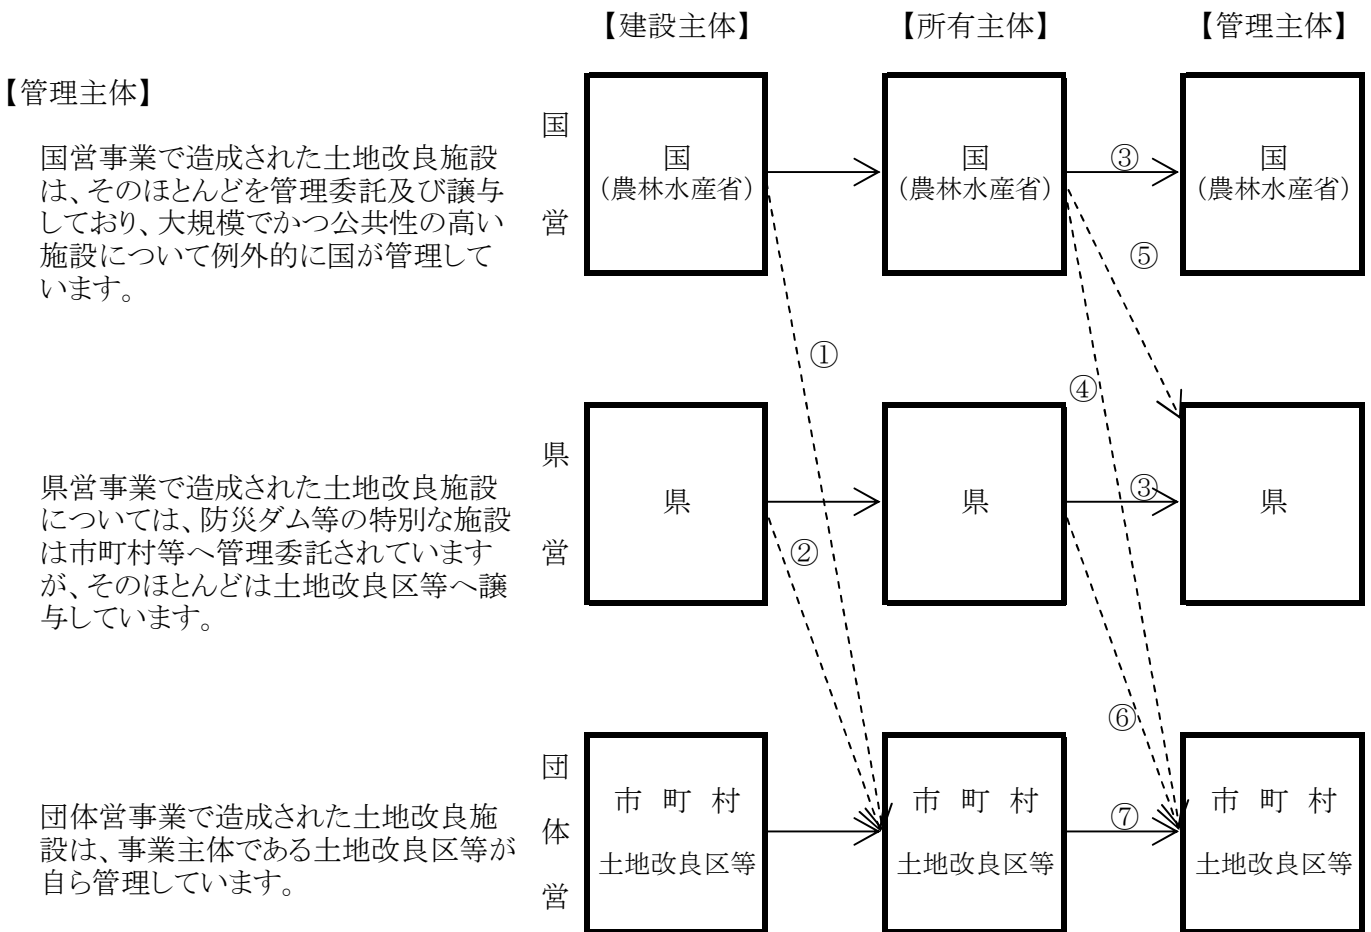 【建設主体】 【所有主体】 【管理主体】
【管理主体】
国営事業で造成された土地改良施設
は、そのほとんどを管理委託及び譲与
しており、大規模でかつ公共性の高い
施設について例外的に国が管理して
います。
国
営
国
(農林水産省)
国
(農林水産省)
③
国
(農林水産省)
⑤
①
④
県営事業で造成された土地改良施設
については、防災ダム等の特別な施設
は市町村等へ管理委託されています
が、そのほとんどは土地改良区等へ譲
与しています。
県
営
県
②
県
③
県
⑥
団体営事業で造成された土地改良施
設は、事業主体である土地改良区等が
自ら管理しています。
団
体
営
市 町 村
土地改良区等
市 町 村
土地改良区等
⑦
市 町 村
土地改良区等